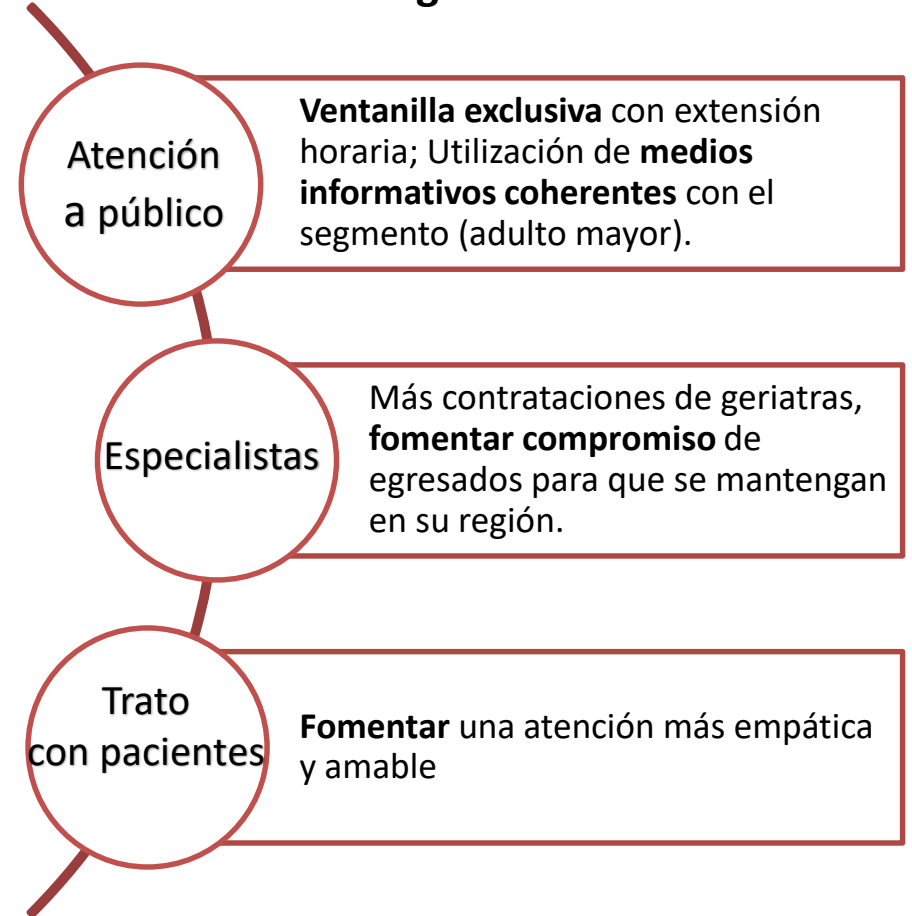 Atención
a público
Ventanilla exclusiva con extensión
horaria; Utilización de medios
informativos coherentes con el
segmento (adulto mayor).
Especialistas
Más contrataciones de geriatras,
fomentar compromiso de
egresados para que se mantengan
en su región.
Trato
con pacientes
Fomentar una atención más empática
y amable